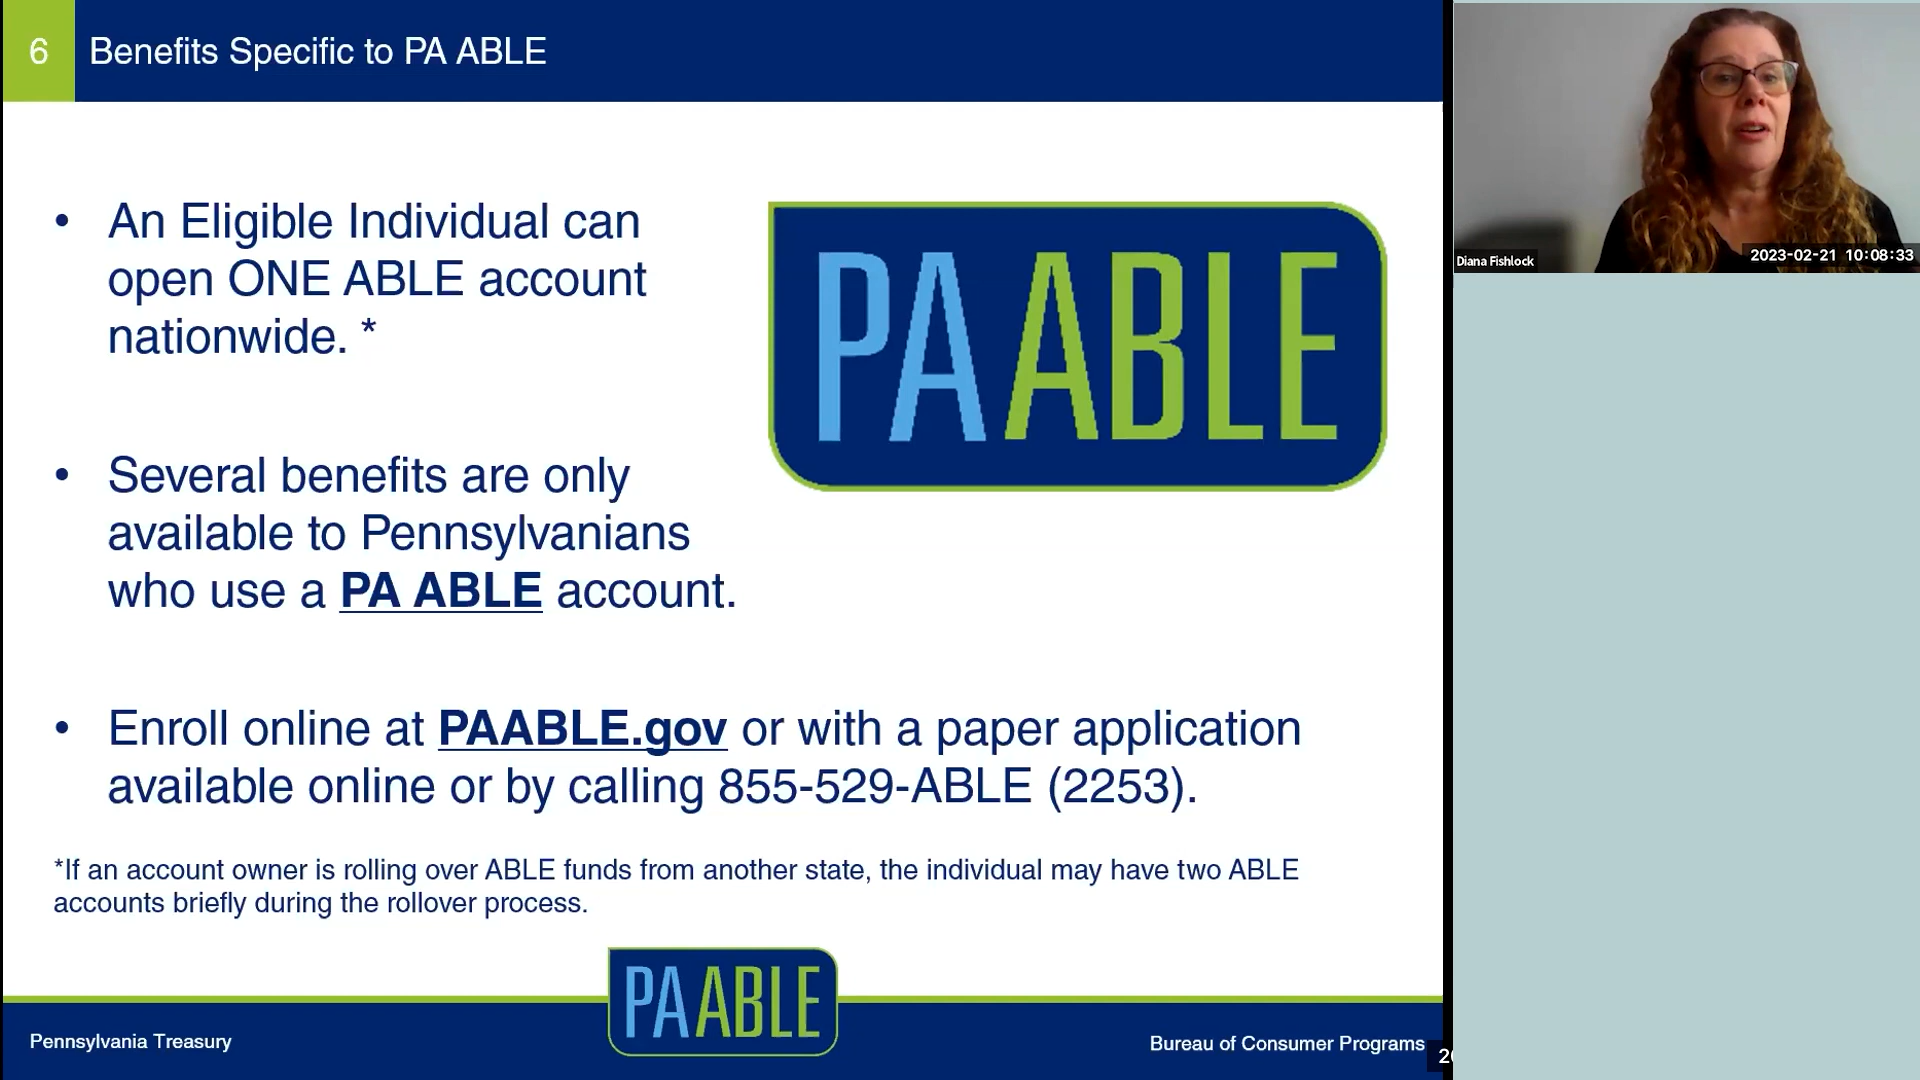 6 Benefits Specific to PA ABLE
• An Eligible Individual can
open ONE ABLE account
nationwide. *
PA ABLE
• Several benefits are only
available to Pennsylvanians
who use a PA ABLE account.
• Enroll online at PAABLE.gov or with a paper application
available online or by calling 855-529-ABLE (2253).
*If an account owner is rolling over ABLE funds from another state, the individual may have two ABLE
accounts briefly during the rollover process.
PA ABLE
Pennsylvania Treasury
Bureau of Consumer Programs
Diana Fishlock
2023-02-21 10:08:33